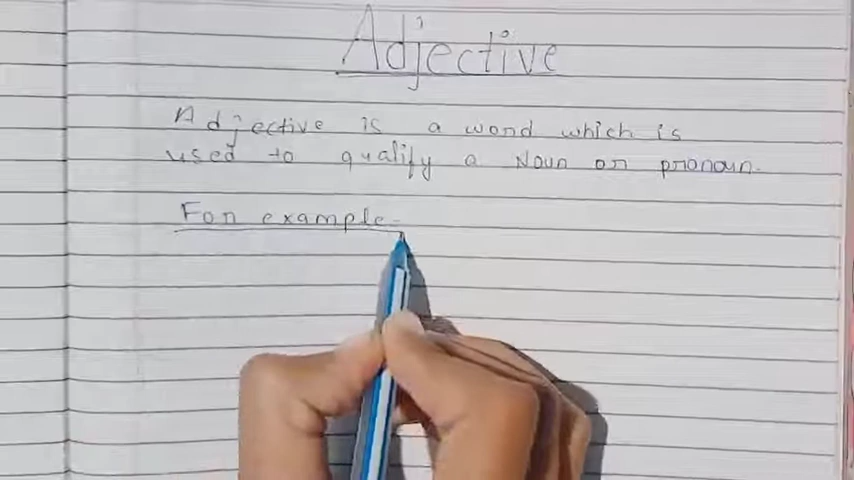 Adjective
Adjective is a word which is
used to qualify a Noun or pronoun.
For example-